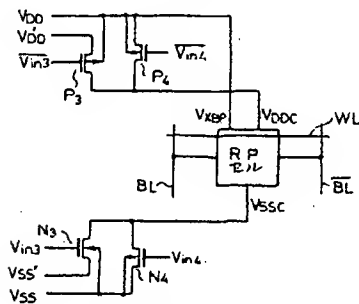 VDD
VDD'
Vin3
P3
P4
Vin4
VXBP
VDDC
WL
RP
セル
BL
BL
VSSC
N3
Vin3
Vin4
N4
VSS'
VSS